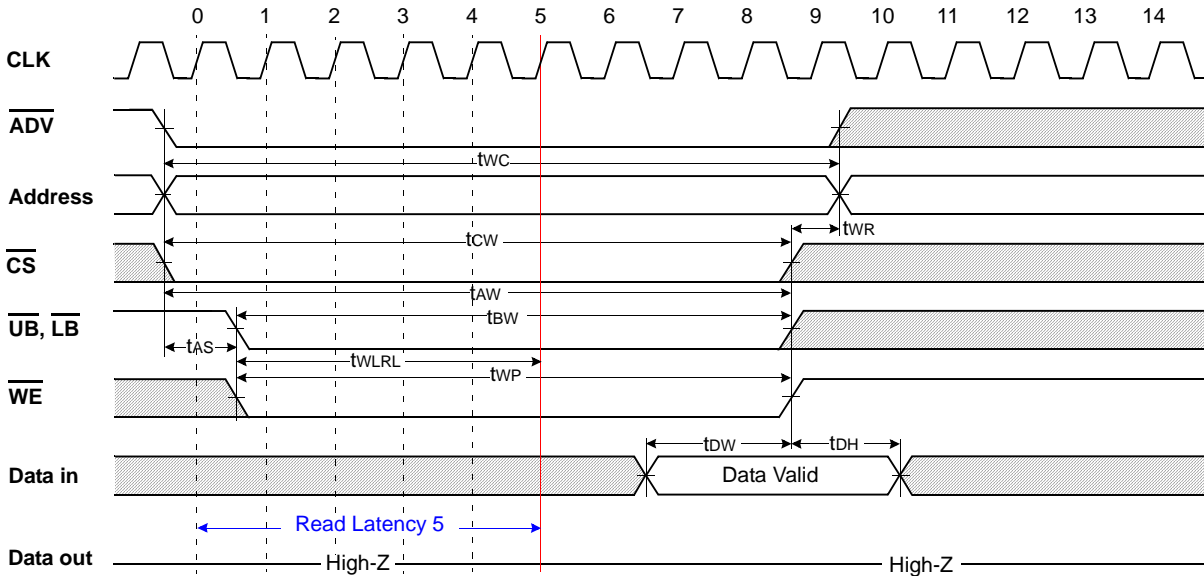 0 1 2 3 4 5 6 7 8 9 10 11 12 13 14
CLK
ADV
tWC
Address
tCW
tWR
CS
tAW
UB, LB
tBW
tAS
tWLRL
tWP
WE
tDW
tDH
Data in
Data Valid
Read Latency 5
Data out
High-Z
High-Z